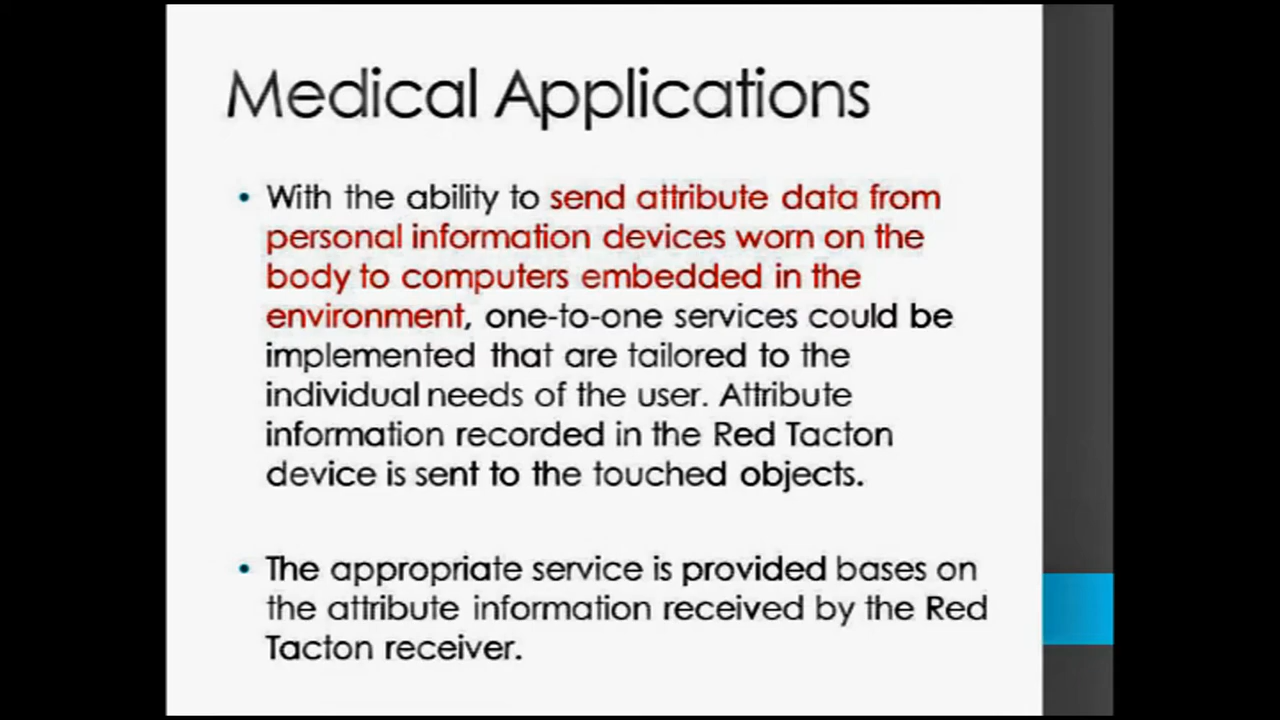 Medical Applications
• With the ability to send attribute data from
personal information devices worn on the
body to computers embedded in the
environment, one-to-one services could be
implemented that are tailored to the
individual needs of the user. Attribute
information recorded in the Red Tacton
device is sent to the touched objects.
• The appropriate service is provided bases on
the attribute information received by the Red
Tacton receiver.